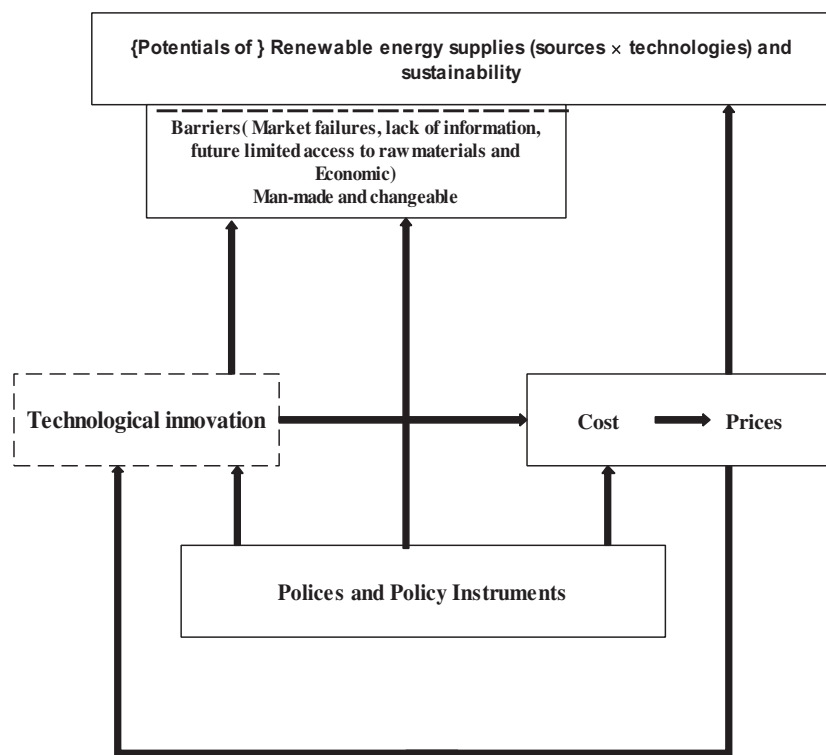 {Potentials of } Renewable energy supplies (sources × technologies) and
sustainability
Barriers( Market failures, lack of information,
future limited access to raw materials and
Economic)
Man-made and changeable
Technological innovation
Cost
Prices
Polices and Policy Instruments